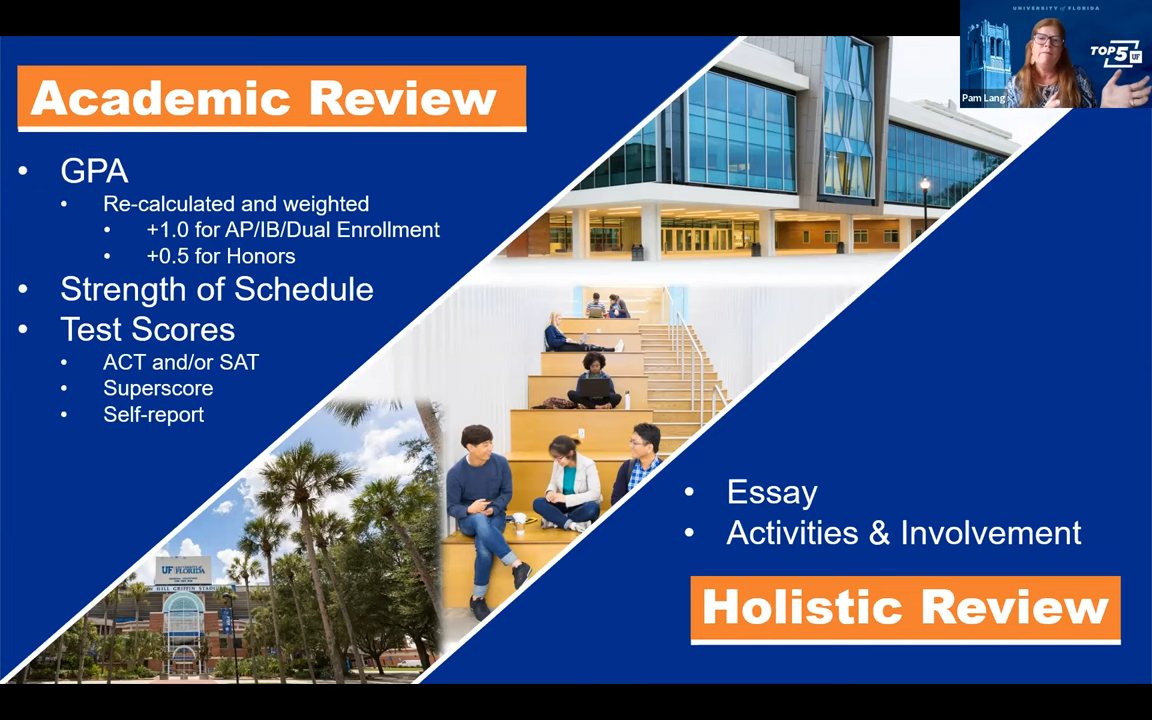 UNIVERSITY of FLORIDA
TOP 5 UF
Pam Lang
Academic Review
• GPA
• Re-calculated and weighted
• +1.0 for AP/IB/Dual Enrollment
• +0.5 for Honors
• Strength of Schedule
• Test Scores
• ACT and/or SAT
• Superscore
• Self-report
UF UNIVERSITY of FLORIDA
HILL GRIFFIN STADIUM
• Essay
• Activities & Involvement
Holistic Review